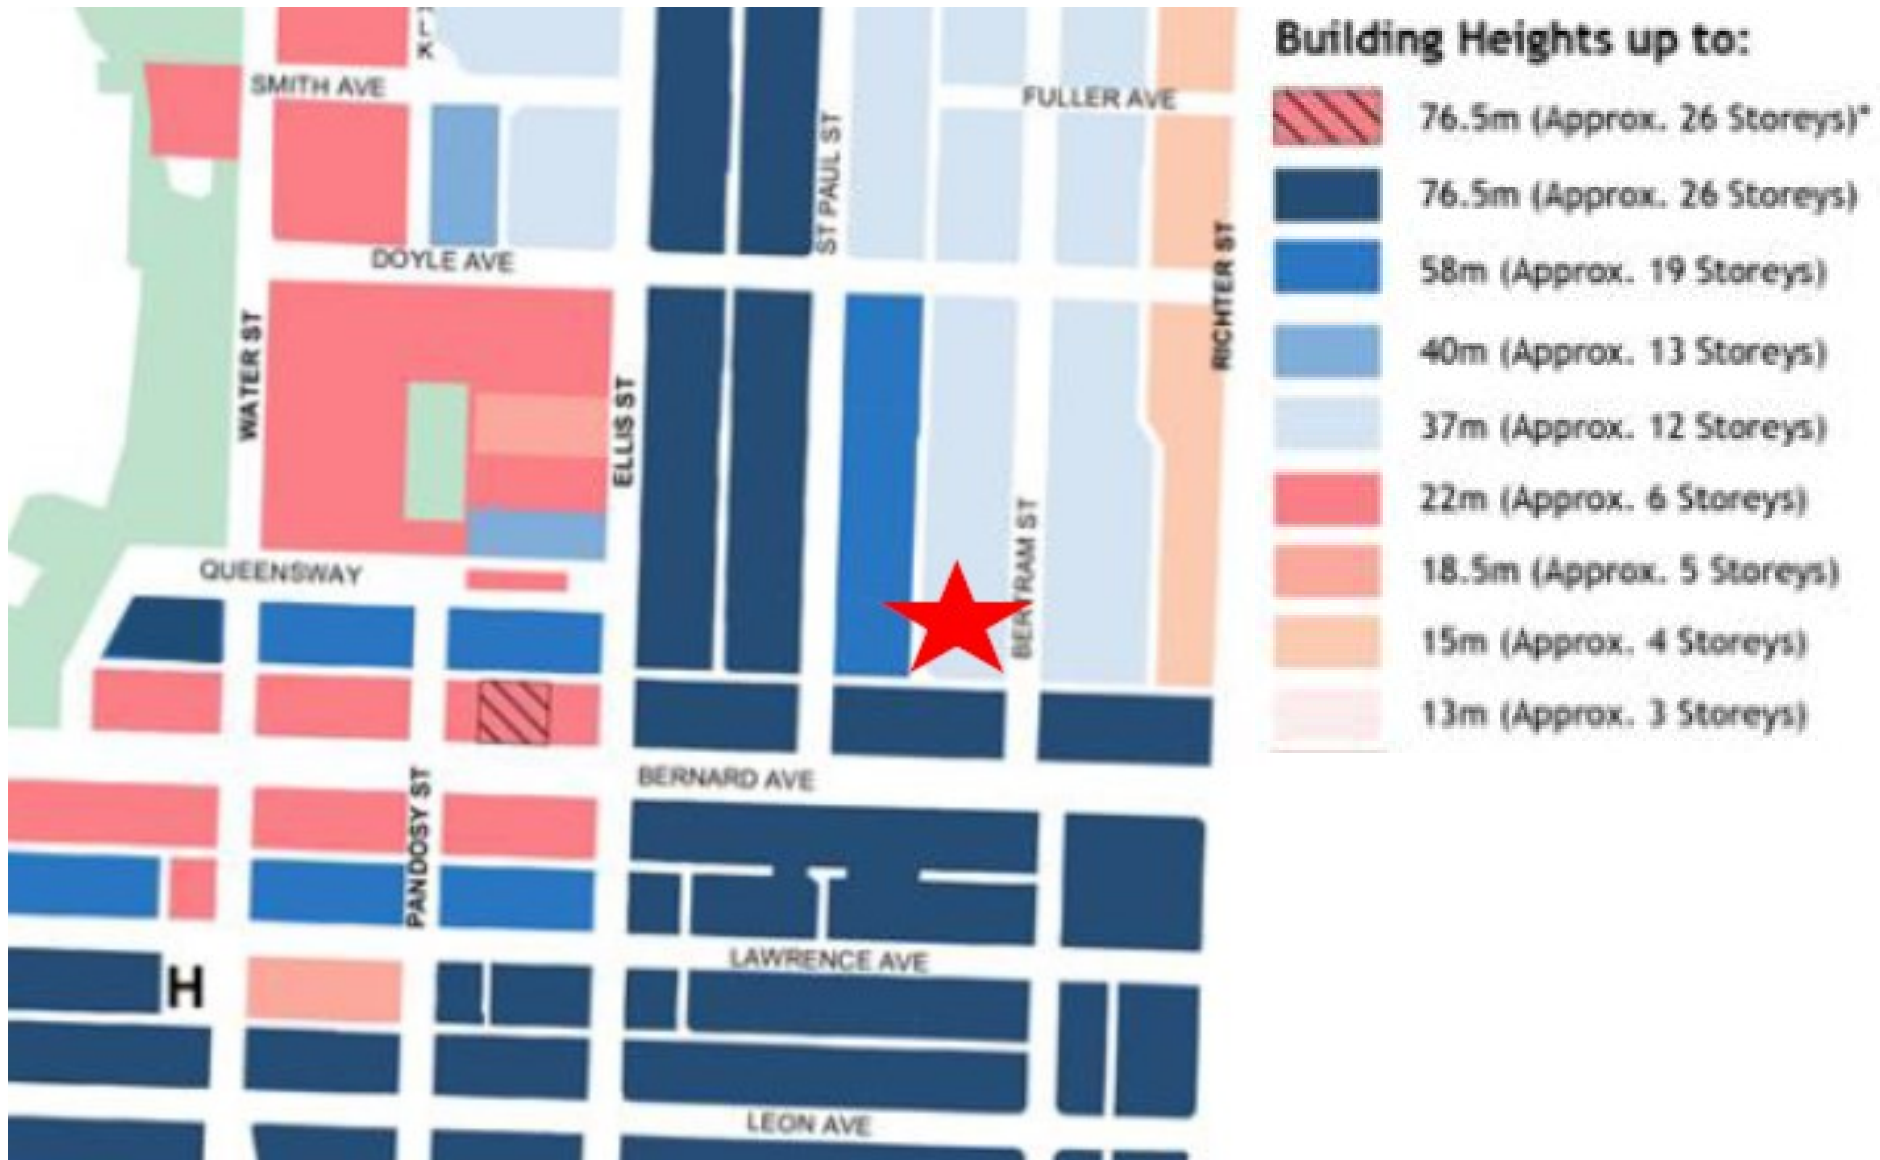 LK
SMITH AVE
FULLER AVE
ST PAUL ST
DOYLE AVE
RICHTER ST
WATER ST
ELLIS ST
BERTRAM ST
QUEENSWAY
BERNARD AVE
PANDOSY ST
LAWRENCE AVE
H
LEON AVE
Building Heights up to:
76.5m (Approx. 26 Storeys)*
76.5m (Approx. 26 Storeys)
58m (Approx. 19 Storeys)
40m (Approx. 13 Storeys)
37m (Approx. 12 Storeys)
22m (Approx. 6 Storeys)
18.5m (Approx. 5 Storeys)
15m (Approx. 4 Storeys)
13m (Approx. 3 Storeys)